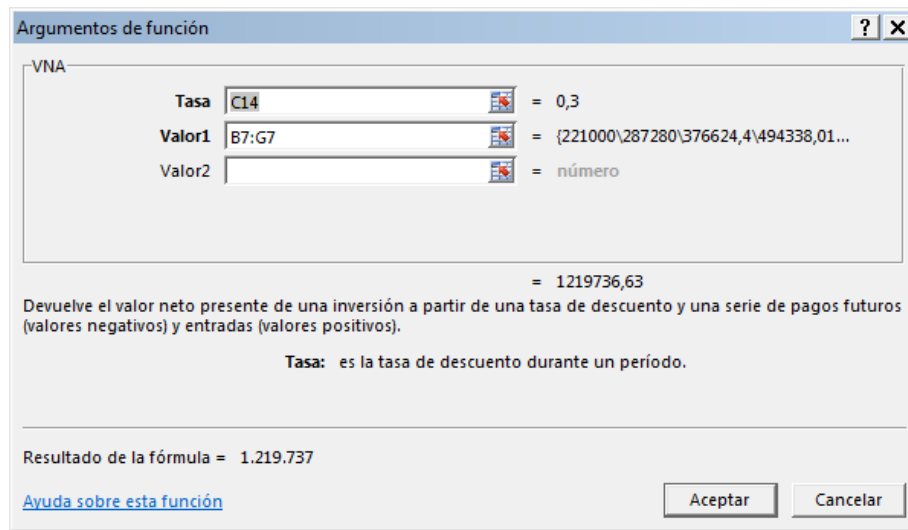 Argumentos de función
VNA
Tasa C14 = 0,3
Valor1 B7:G7 = {221000\287280\376624,4\494338,01...
Valor2 = número
= 1219736,63
Devuelve el valor neto presente de una inversión a partir de una tasa de descuento y una serie de pagos futuros
(valores negativos) y entradas (valores positivos).
Tasa: es la tasa de descuento durante un período.
Resultado de la fórmula = 1.219.737
Ayuda sobre esta función
Aceptar Cancelar